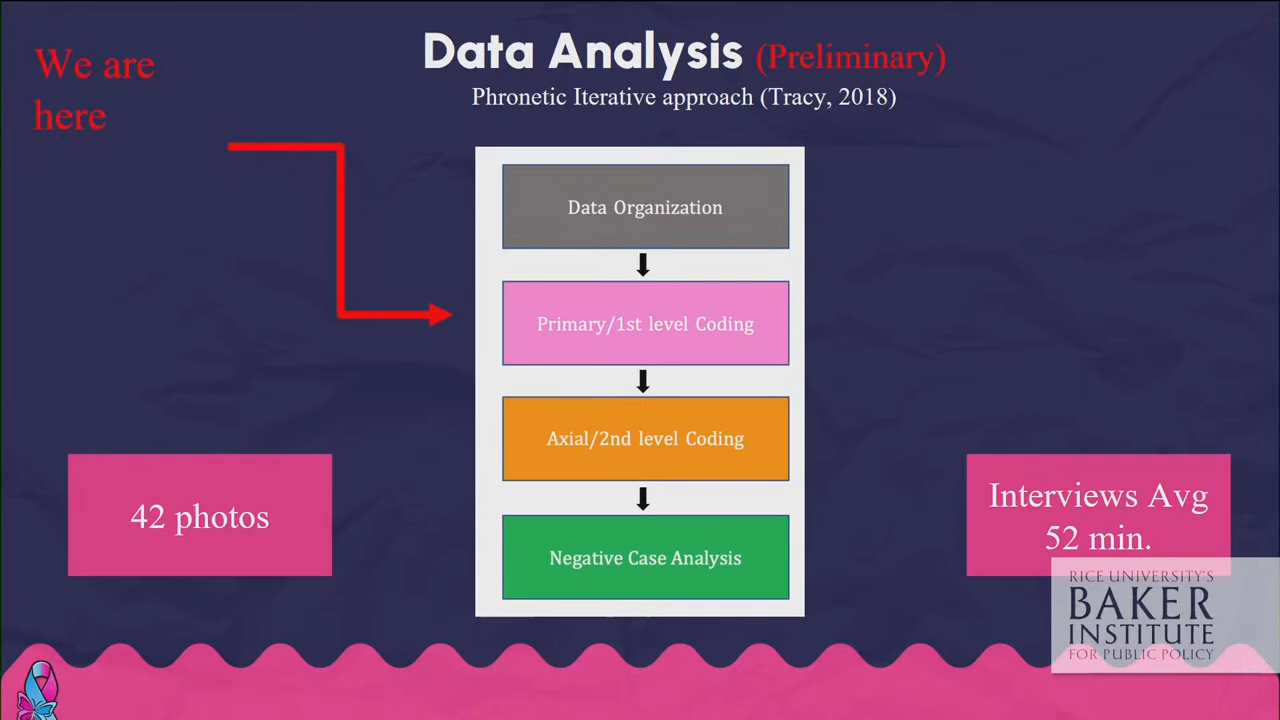 We are
here
Data Analysis (Preliminary)
Phronetic Iterative approach (Tracy, 2018)
Data Organization
Primary/1st level Coding
Axial/2nd level Coding
Negative Case Analysis
42 photos
Interviews Avg
52 min.
RICE UNIVERSITY'S
BAKER
INSTITUTE
FOR PUBLIC POLICY